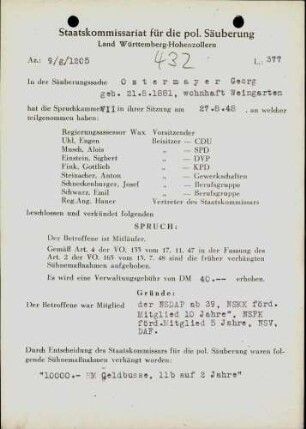 Staatskommissariat für die pol. Säuberung
Land Württemberg-Hohenzollern
Az.: 9/g/1205 432 L. 377
In der Säuberungssache Ostermayer Georg
geb. 21.8.1881, wohnhaft Weingarten
hat die Spruchkammer VII in ihrer Sitzung am 27.8.48, an welcher
teilgenommen haben:
Regierungsassessor Wax Vorsitzender
Uhl, Eugen Beisitzer — CDU
Musch, Alois „ — SPD
Einstein, Sigbert „ — DVP
Fink, Gottlieb „ — KPD
Steinacher, Anton „ — Gewerkschaften
Schneckenburger, Josef „ — Berufsgruppe
Schwarz, Emil „ — Berufsgruppe
Reg.Ang. Hauer Vertreter des Staatskommissars
beschlossen und verkündet folgenden
SPRUCH:
Der Betroffene ist Mitläufer.
Gemäß Art. 4 der VO. 133 vom 17. 11. 47 in der Fassung des
Art. 2 der VO. 165 vom 13. 7. 48 sind die früher verhängten
Sühnemaßnahmen aufgehoben.
Es wird eine Verwaltungsgebühr von DM 40.-- erhoben.
Gründe:
Der Betroffene war Mitglied der NSDAP ab 39, NSKK förd.
Mitglied 10 Jahre", NSFK
förd.Mitglied 5 Jahre, NSV,
DAF.
Durch Entscheidung des Staatskommissars für die pol. Säuberung waren folgende
Sühnemaßnahmen verhängt worden:
"10000.- RM Geldbusse, 11b auf 2 Jahre"